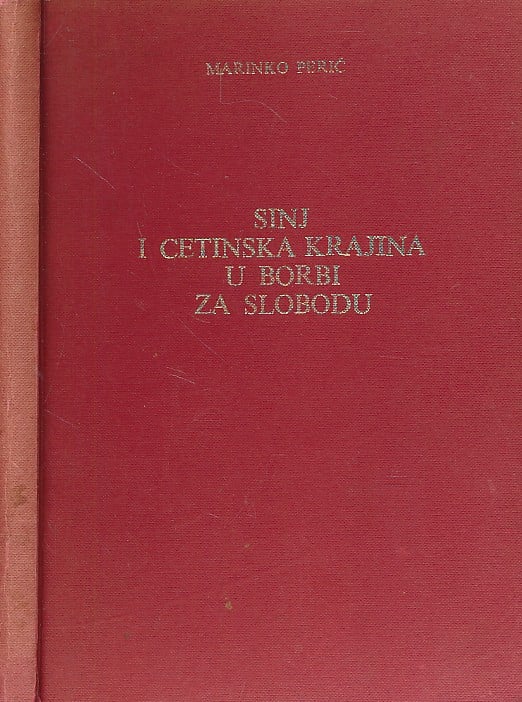 MARINKO PERIĆ
SINJ
I CETINSKA KRAJINA
U BORBI
ZA SLOBODU